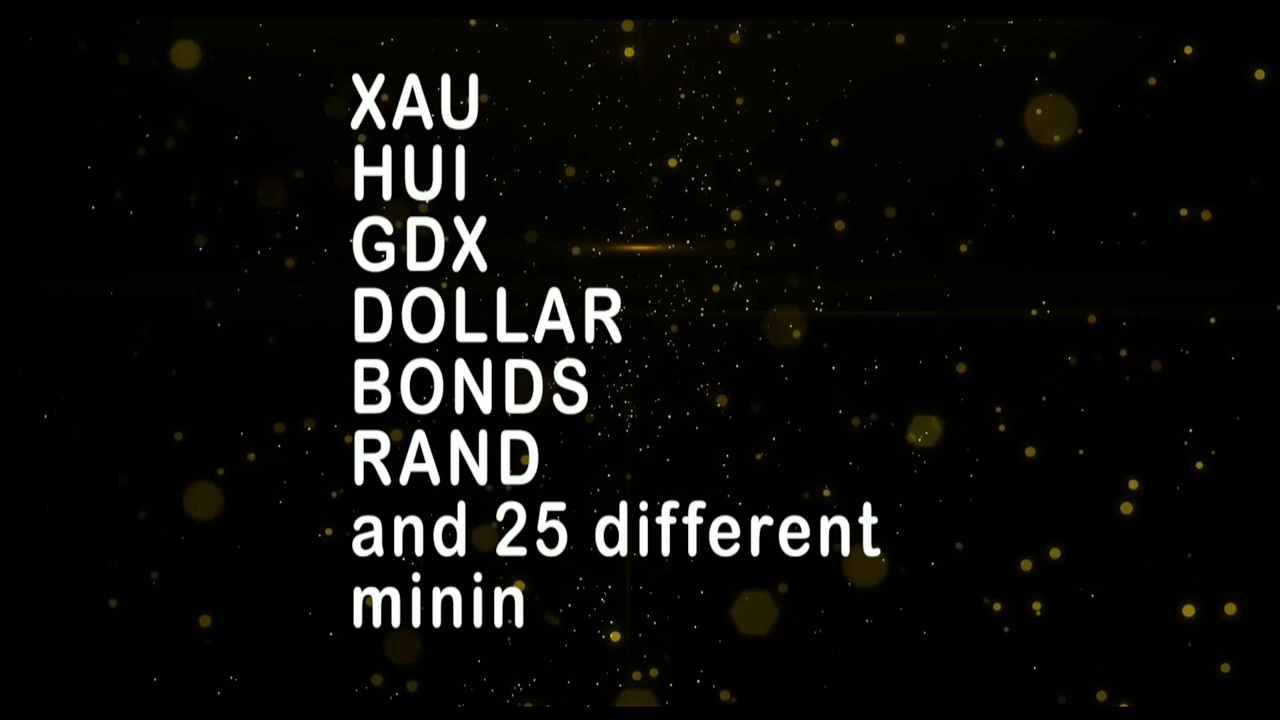 XAU
HUI
GDX
DOLLAR
BONDS
RAND
and 25 different
minin